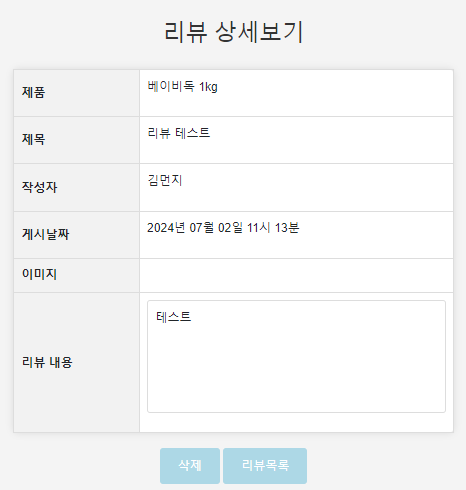 리뷰 상세보기
제품 베이비독 1kg
제목 리뷰 테스트
작성자 김먼지
게시날짜 2024년 07월 02일 11시 13분
이미지
리뷰 내용 테스트
삭제 리뷰목록